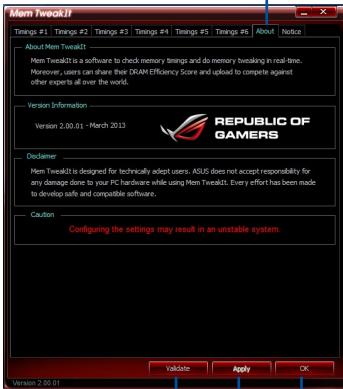 Mem TweakIt
Timings #1 Timings #2 Timings #3 Timings #4 Timings #5 Timings #6 About Notice
About Mem TweakIt
Mem TweakIt is a software to check memory timings and do memory tweaking in real-time.
Moreover, users can share their DRAM Efficiency Score and upload to compete against
other experts all over the world.
Version Information
Version 2.00.01 - March 2013
REPUBLIC OF
GAMERS
Disclaimer
Mem TweakIt is designed for technically adept users. ASUS does not accept responsibility for
any damage done to your PC hardware while using Mem TweakIt. Every effort has been made
to develop safe and compatible software.
Caution
Configuring the settings may result in an unstable system.
Validate Apply OK
Version 2.00.01